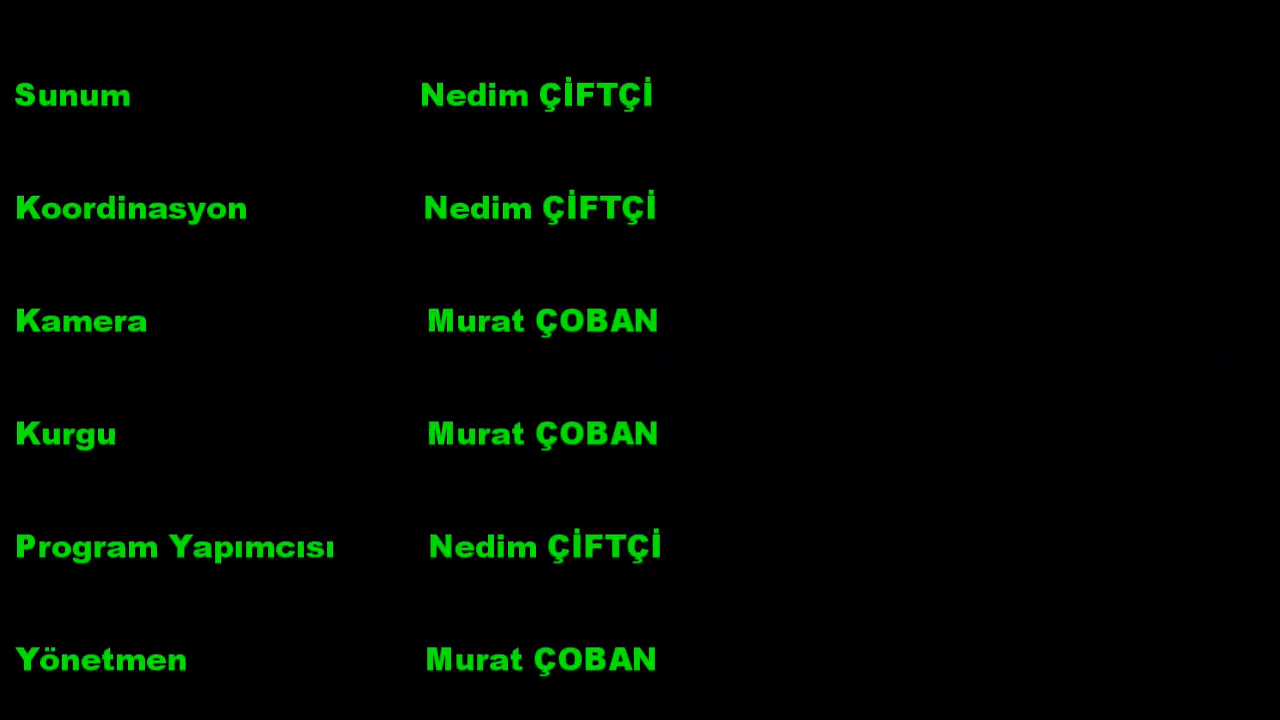 Sunum Nedim ÇİFTÇİ
Koordinasyon Nedim ÇİFTÇİ
Kamera Murat ÇOBAN
Kurgu Murat ÇOBAN
Program Yapımcısı Nedim ÇİFTÇİ
Yönetmen Murat ÇOBAN